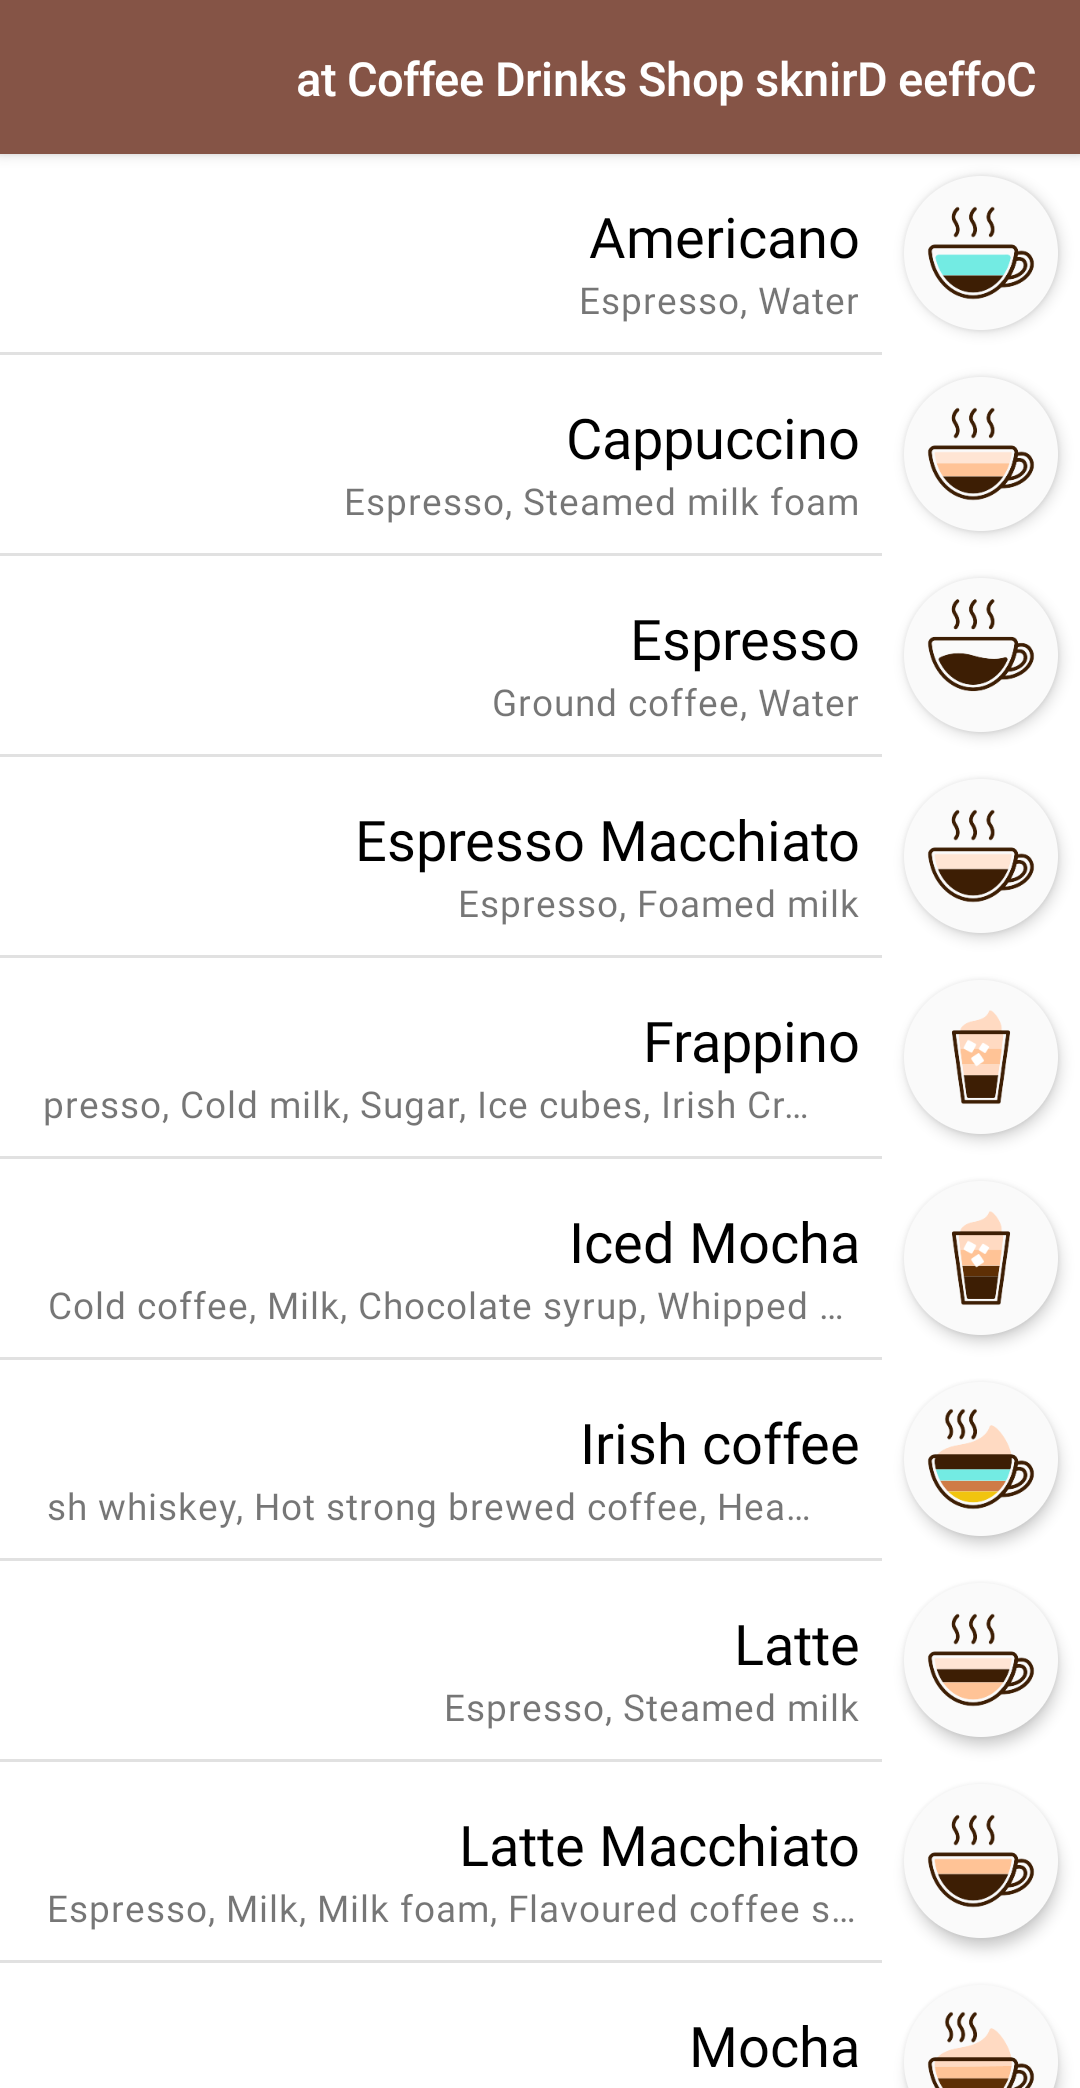 at Coffee Drinks Shop sknirD eeffoC
Americano
Espresso, Water
Cappuccino
Espresso, Steamed milk foam
Espresso
Ground coffee, Water
Espresso Macchiato
Espresso, Foamed milk
Frappino
presso, Cold milk, Sugar, Ice cubes, Irish Cr…
Iced Mocha
Cold coffee, Milk, Chocolate syrup, Whipped …
Irish coffee
sh whiskey, Hot strong brewed coffee, Hea…
Latte
Espresso, Steamed milk
Latte Macchiato
Espresso, Milk, Milk foam, Flavoured coffee s…
Mocha